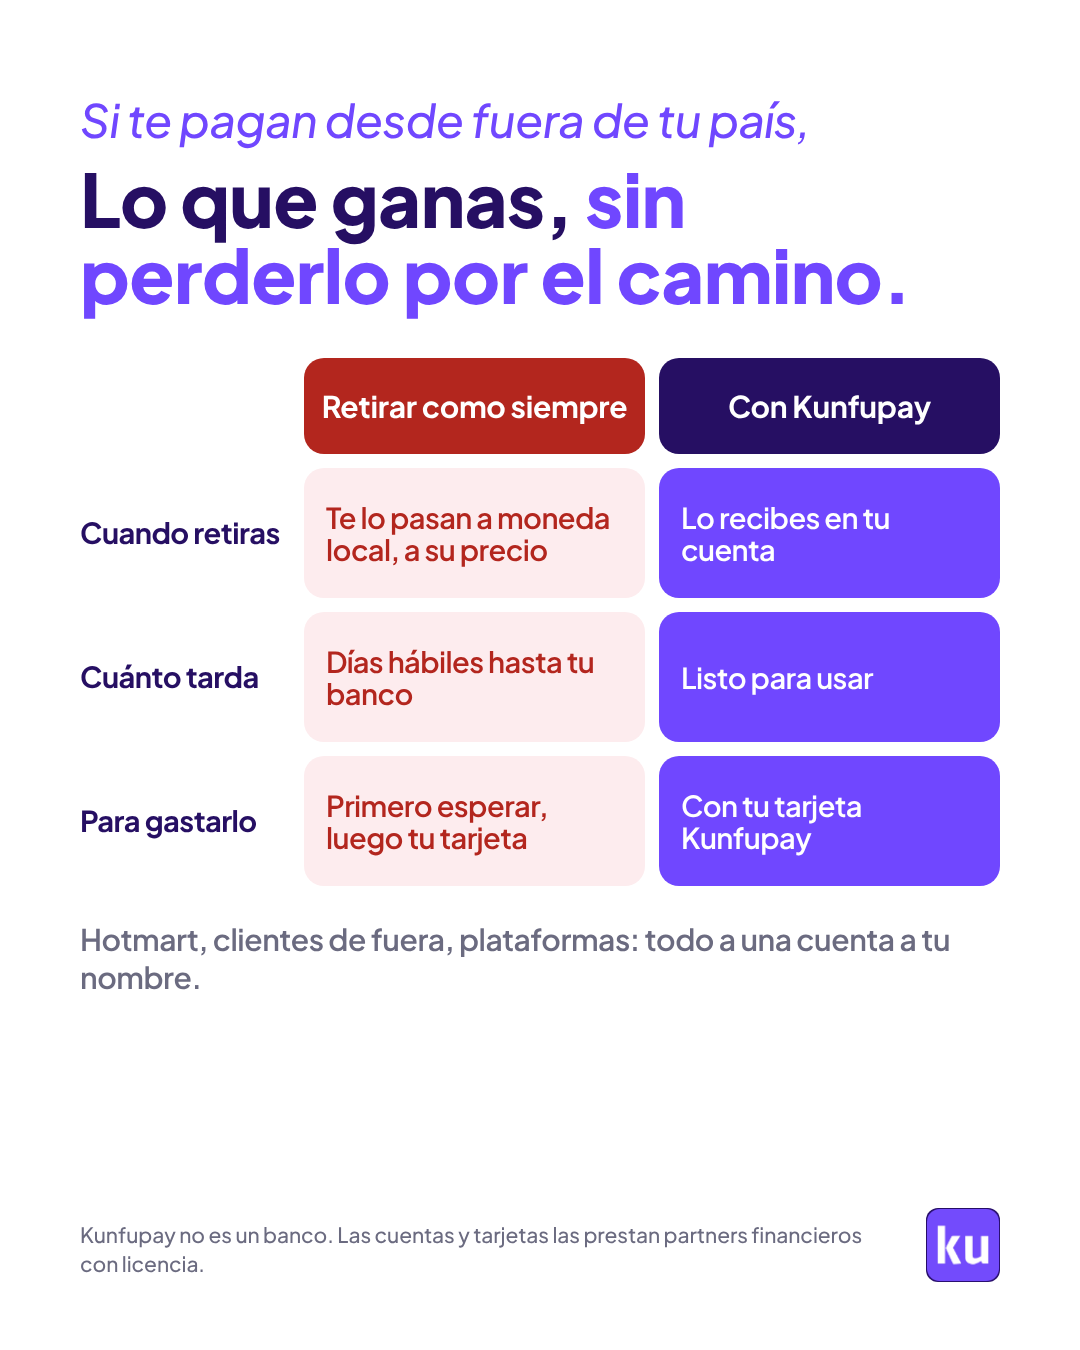 Si te pagan desde fuera de tu país,
Lo que ganas, sin
perderlo por el camino.
Retirar como siempre
Con Kunfupay
Cuando retiras
Te lo pasan a moneda
local, a su precio
Lo recibes en tu
cuenta
Cuánto tarda
Días hábiles hasta tu
banco
Listo para usar
Para gastarlo
Primero esperar,
luego tu tarjeta
Con tu tarjeta
Kunfupay
Hotmart, clientes de fuera, plataformas: todo a una cuenta a tu
nombre.
Kunfupay no es un banco. Las cuentas y tarjetas las prestan partners financieros
con licencia.
ku